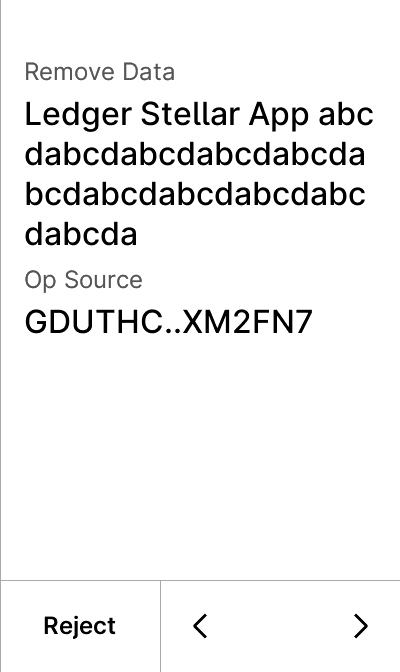 Remove Data
Ledger Stellar App abc
dabcdabcdabcdabcda
bcdabcdabcdabcdabc
dabcda
Op Source
GDUTHC..XM2FN7
Reject